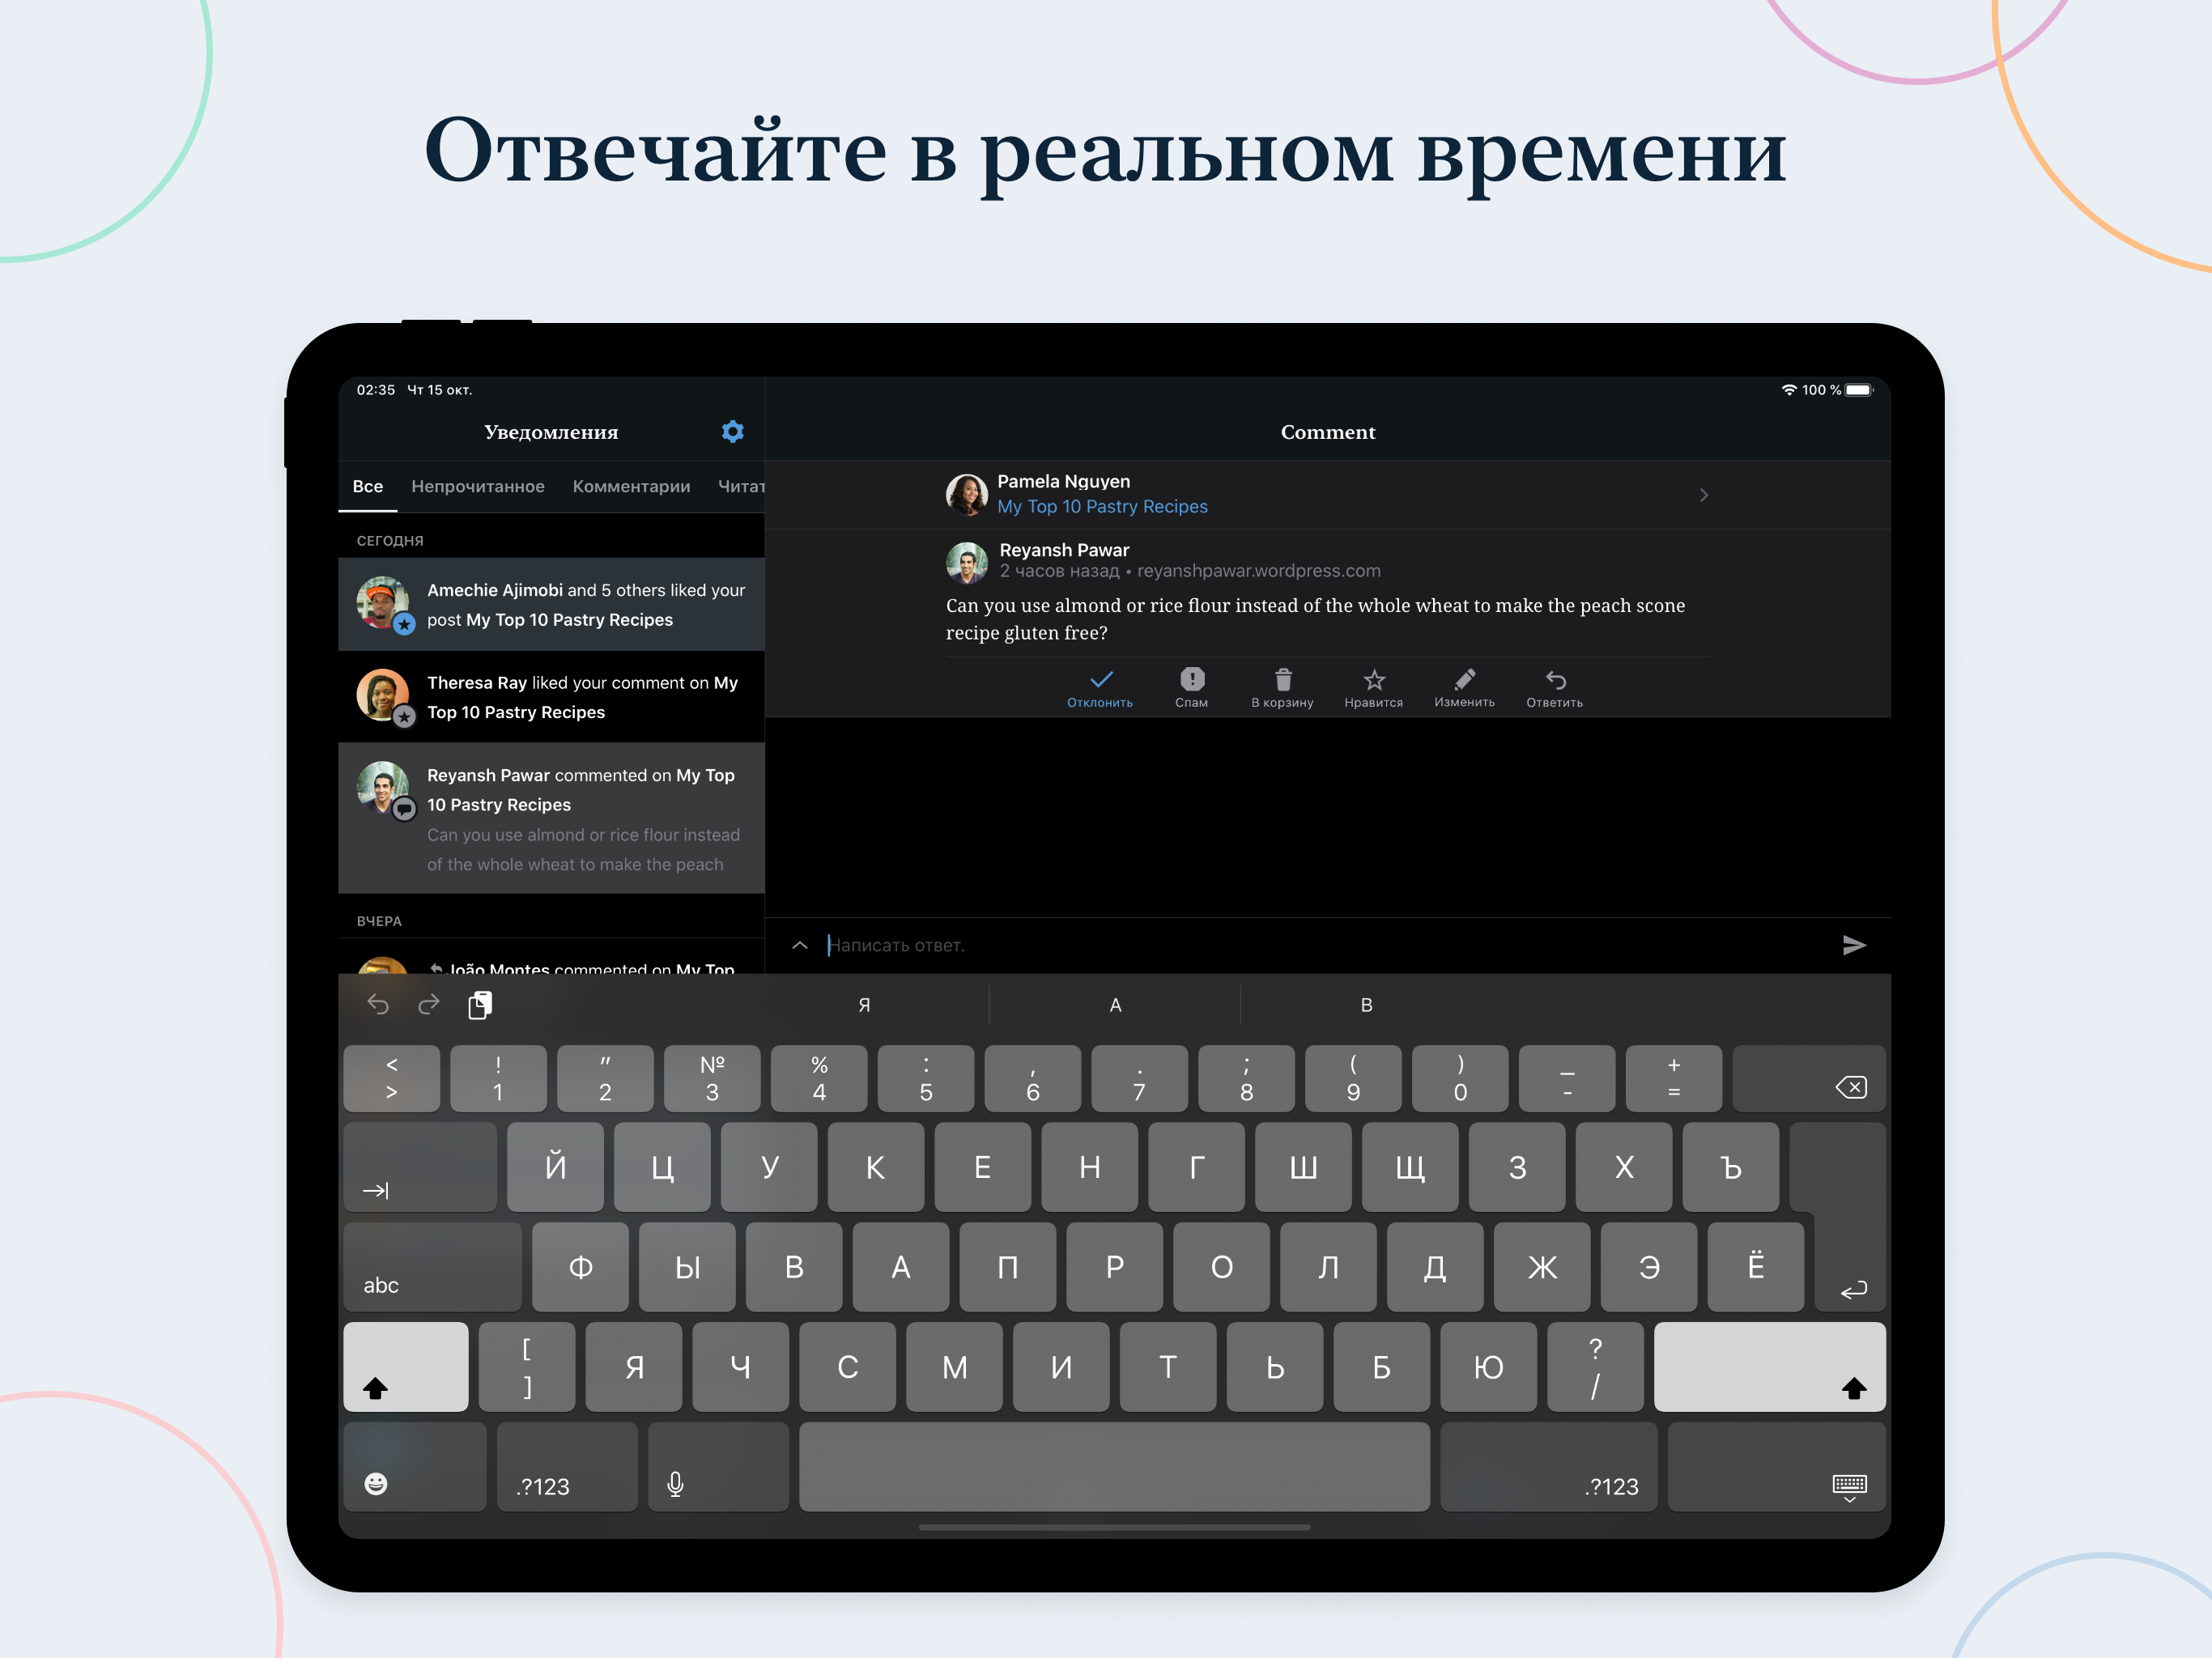 Отвечайте в реальном времени
02:35 Чт 15 окт.
100 %
Уведомления
Comment
Все Непрочитанное Комментарии Читат
СЕГОДНЯ
Amechie Ajimobi and 5 others liked your
post My Top 10 Pastry Recipes
Theresa Ray liked your comment on My
Top 10 Pastry Recipes
Reyansh Pawar commented on My Top
10 Pastry Recipes
Can you use almond or rice flour instead
of the whole wheat to make the peach
ВЧЕРА
João Montes commented on My Top
Pamela Nguyen
My Top 10 Pastry Recipes
Reyansh Pawar
2 часов назад • reyanshpawar.wordpress.com
Can you use almond or rice flour instead of the whole wheat to make the peach scone
recipe gluten free?
Отклонить Спам В корзину Нравится Изменить Ответить
Написать ответ.
Я А В
< ! " № % : , . ; ( ) _ +
> 1 2 3 4 5 6 7 8 9 0 - =
Й Ц У К Е Н Г Ш Щ З Х Ъ
abc Ф Ы В А П Р О Л Д Ж Э Ё
[ ] Я Ч С М И Т Ь Б Ю ? /
.?123 .?123